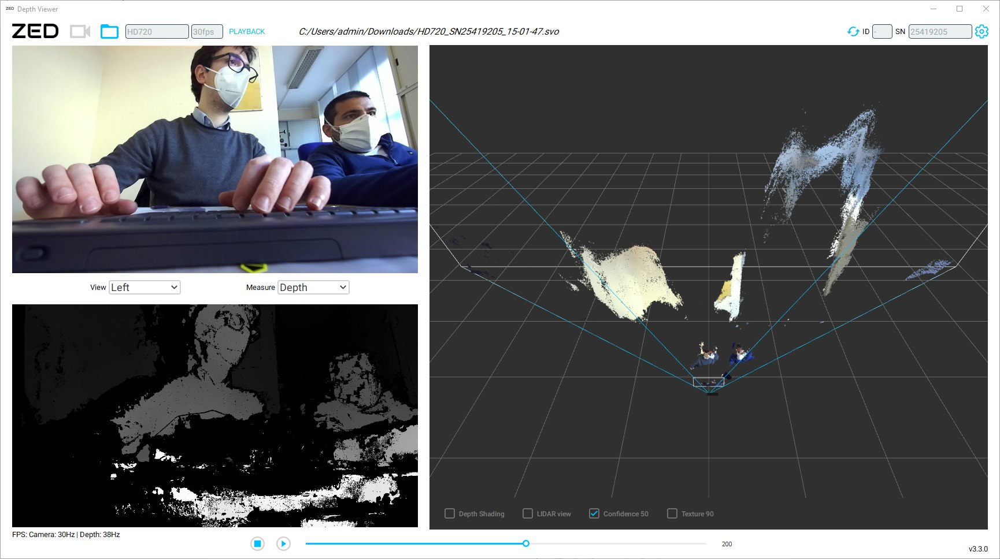 ZED Depth Viewer
ZED HD720 30fps PLAYBACK C:/Users/admin/Downloads/HD720_SN25419205_15-01-47.svo ID - SN 25419205
View Left Measure Depth
Depth Shading LIDAR view Confidence 50 Texture 90
FPS: Camera: 30Hz | Depth: 38Hz
200
v3.3.0